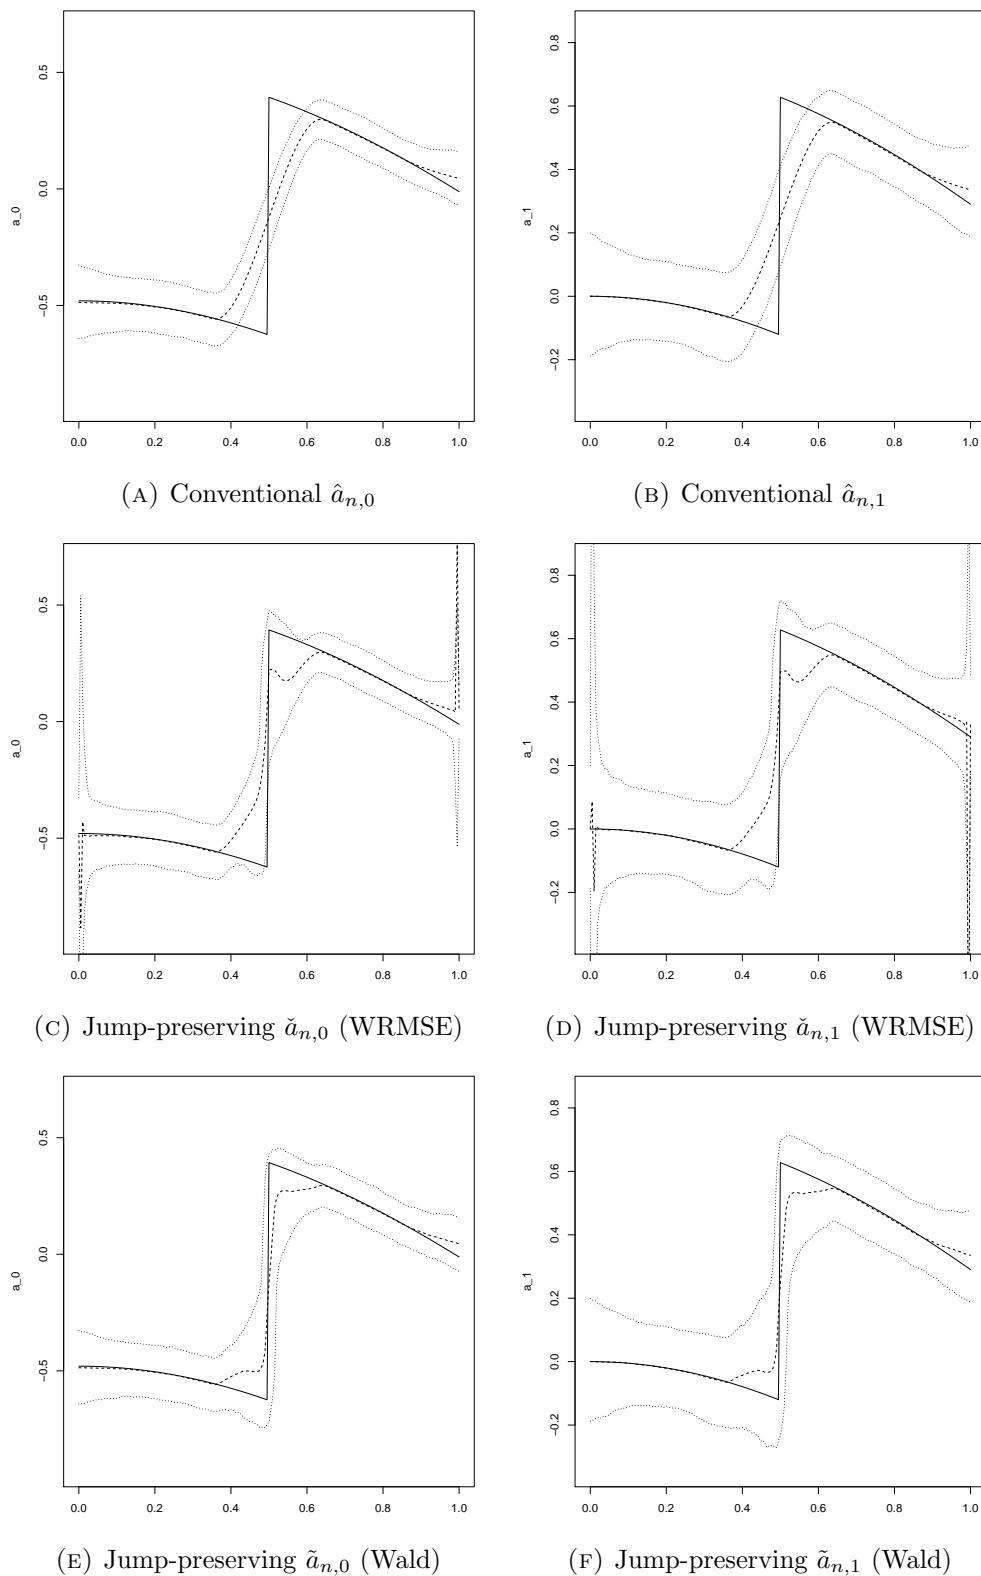 0.5
0.0
−0.5
a_0
0.0 0.2 0.4 0.6 0.8 1.0
0.8
0.6
0.4
0.2
0.0
−0.2
a_1
0.0 0.2 0.4 0.6 0.8 1.0
(A) Conventional â_{n,0}
(B) Conventional â_{n,1}
0.5
0.0
−0.5
a_0
0.0 0.2 0.4 0.6 0.8 1.0
0.8
0.6
0.4
0.2
0.0
−0.2
a_1
0.0 0.2 0.4 0.6 0.8 1.0
(C) Jump-preserving ǎ_{n,0} (WRMSE)
(D) Jump-preserving ǎ_{n,1} (WRMSE)
0.5
0.0
−0.5
a_0
0.0 0.2 0.4 0.6 0.8 1.0
0.8
0.6
0.4
0.2
0.0
−0.2
a_1
0.0 0.2 0.4 0.6 0.8 1.0
(E) Jump-preserving ã_{n,0} (Wald)
(F) Jump-preserving ã_{n,1} (Wald)